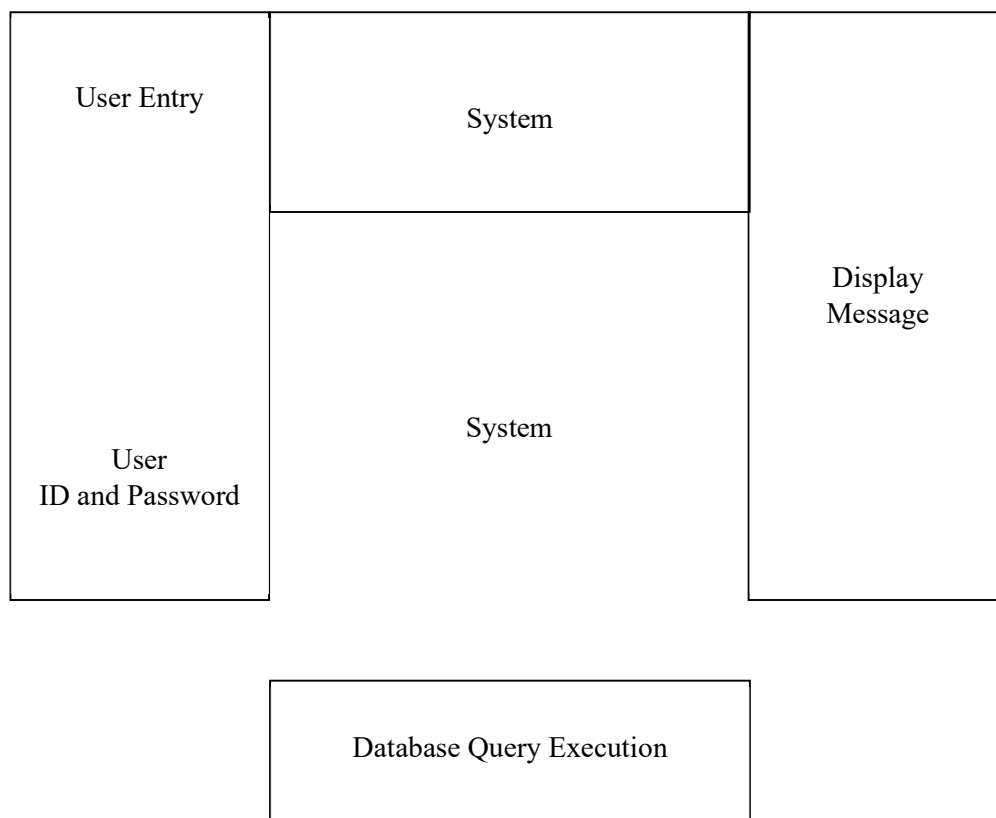 User Entry
System
Display
Message
System
User
ID and Password
Database Query Execution